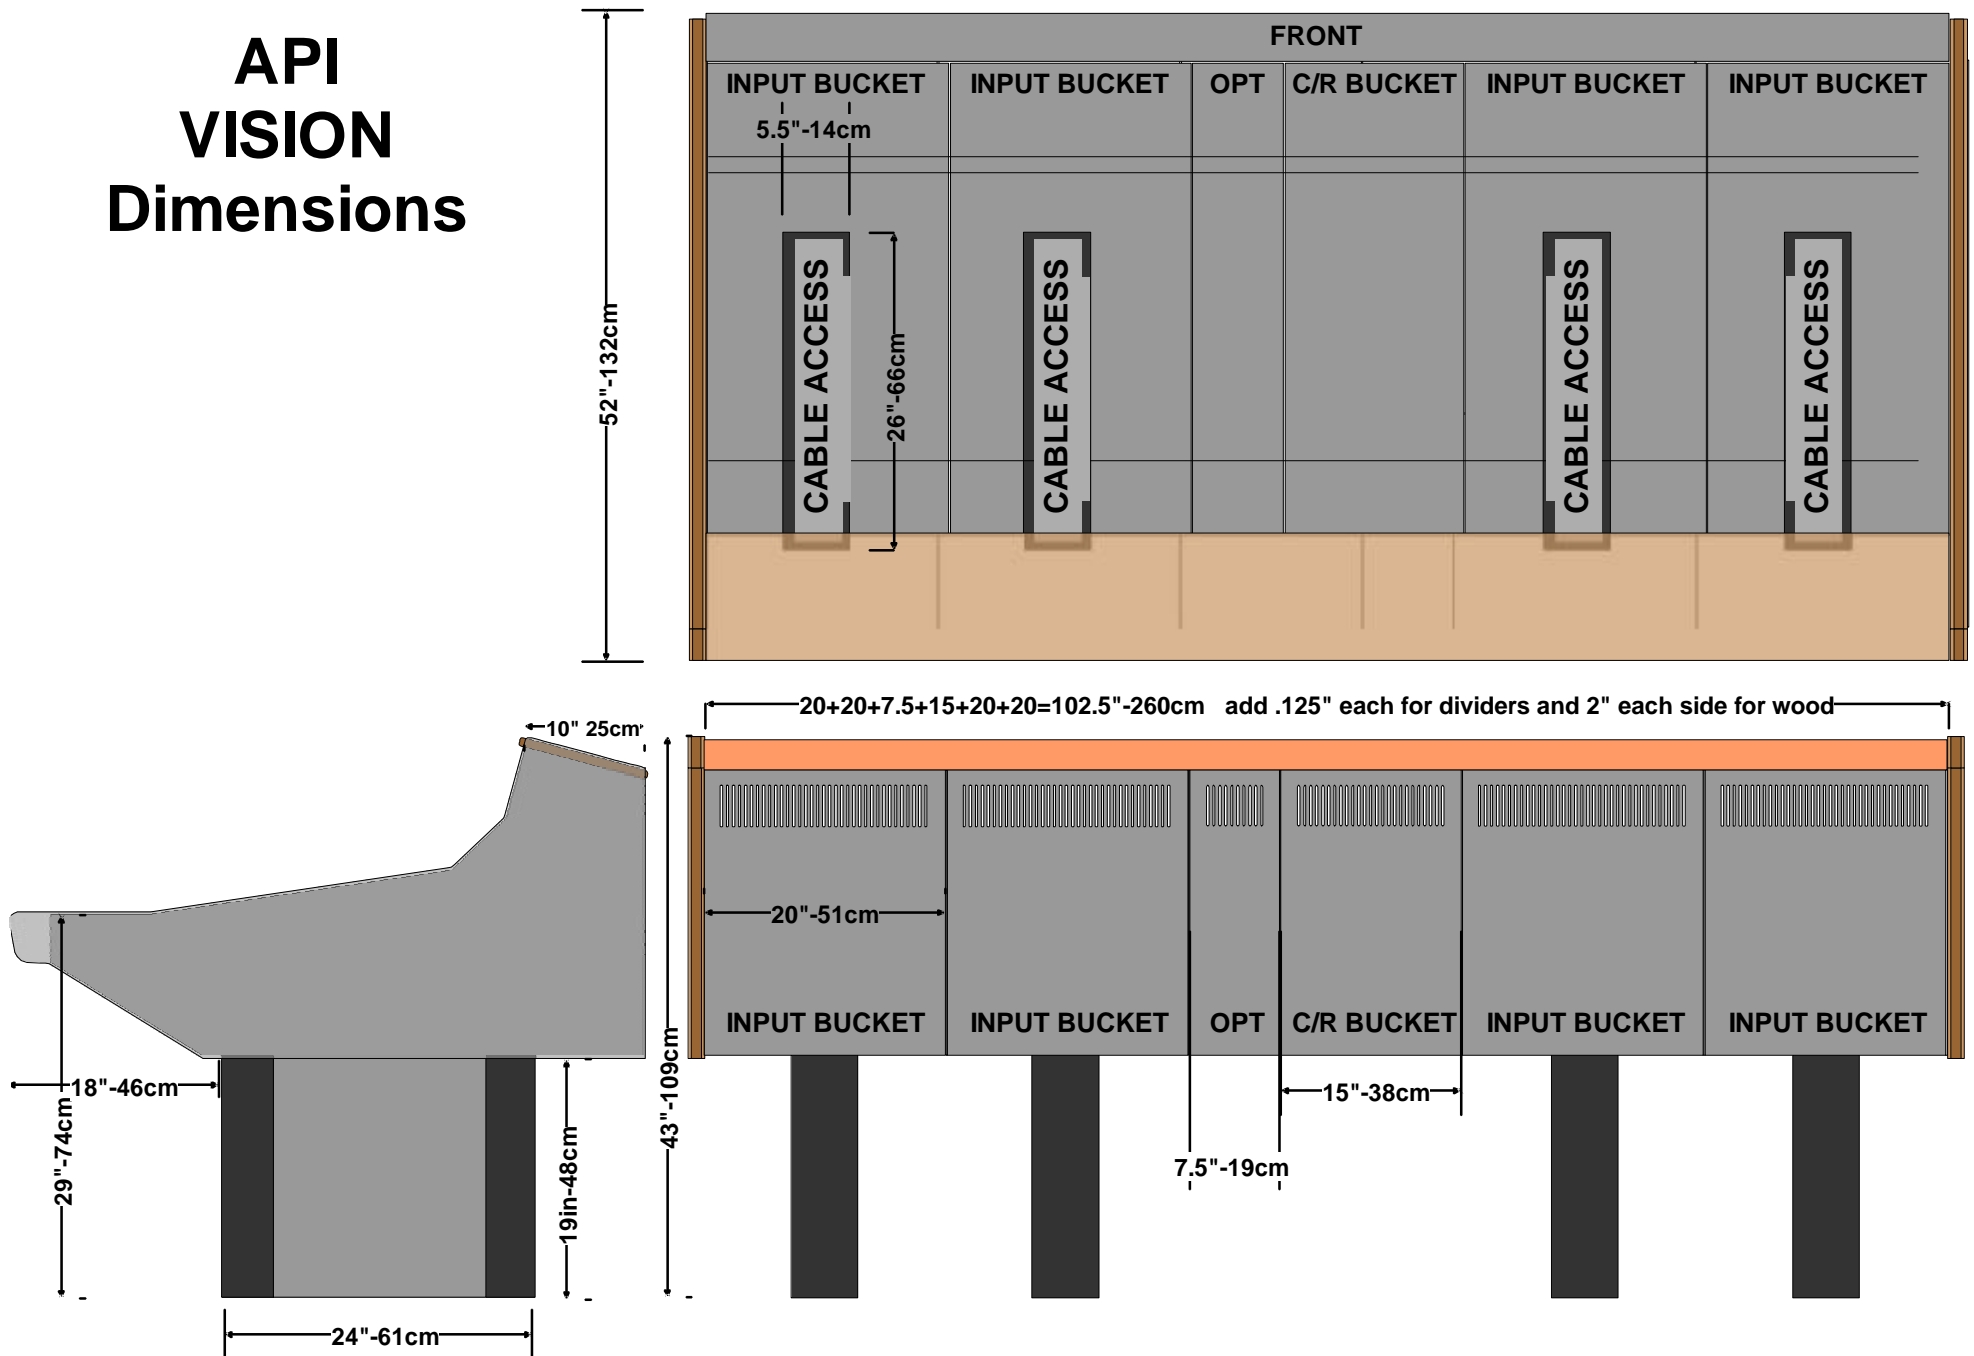 API
VISION
Dimensions
FRONT
INPUT BUCKET
INPUT BUCKET
OPT
C/R BUCKET
INPUT BUCKET
INPUT BUCKET
5.5"-14cm
CABLE ACCESS
CABLE ACCESS
CABLE ACCESS
CABLE ACCESS
52"-132cm
26"-66cm
20+20+7.5+15+20+20=102.5"-260cm add .125" each for dividers and 2" each side for wood
10" 25cm
20"-51cm
INPUT BUCKET
INPUT BUCKET
OPT
C/R BUCKET
INPUT BUCKET
INPUT BUCKET
18"-46cm
29"-74cm
19in-48cm
43"-109cm
15"-38cm
7.5"-19cm
24"-61cm